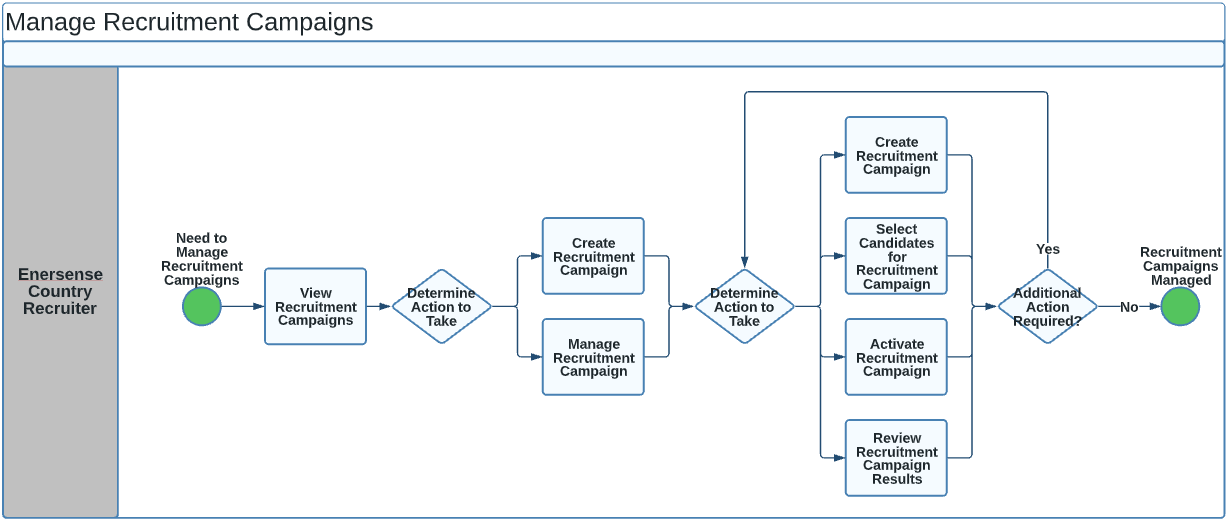 Manage Recruitment Campaigns
Enersense
Country
Recruiter
Need to
Manage
Recruitment
Campaigns
View
Recruitment
Campaigns
Determine
Action to
Take
Create
Recruitment
Campaign
Manage
Recruitment
Campaign
Determine
Action to
Take
Create
Recruitment
Campaign
Select
Candidates
for
Recruitment
Campaign
Activate
Recruitment
Campaign
Review
Recruitment
Campaign
Results
Yes
Additional
Action
Required?
No
Recruitment
Campaigns
Managed